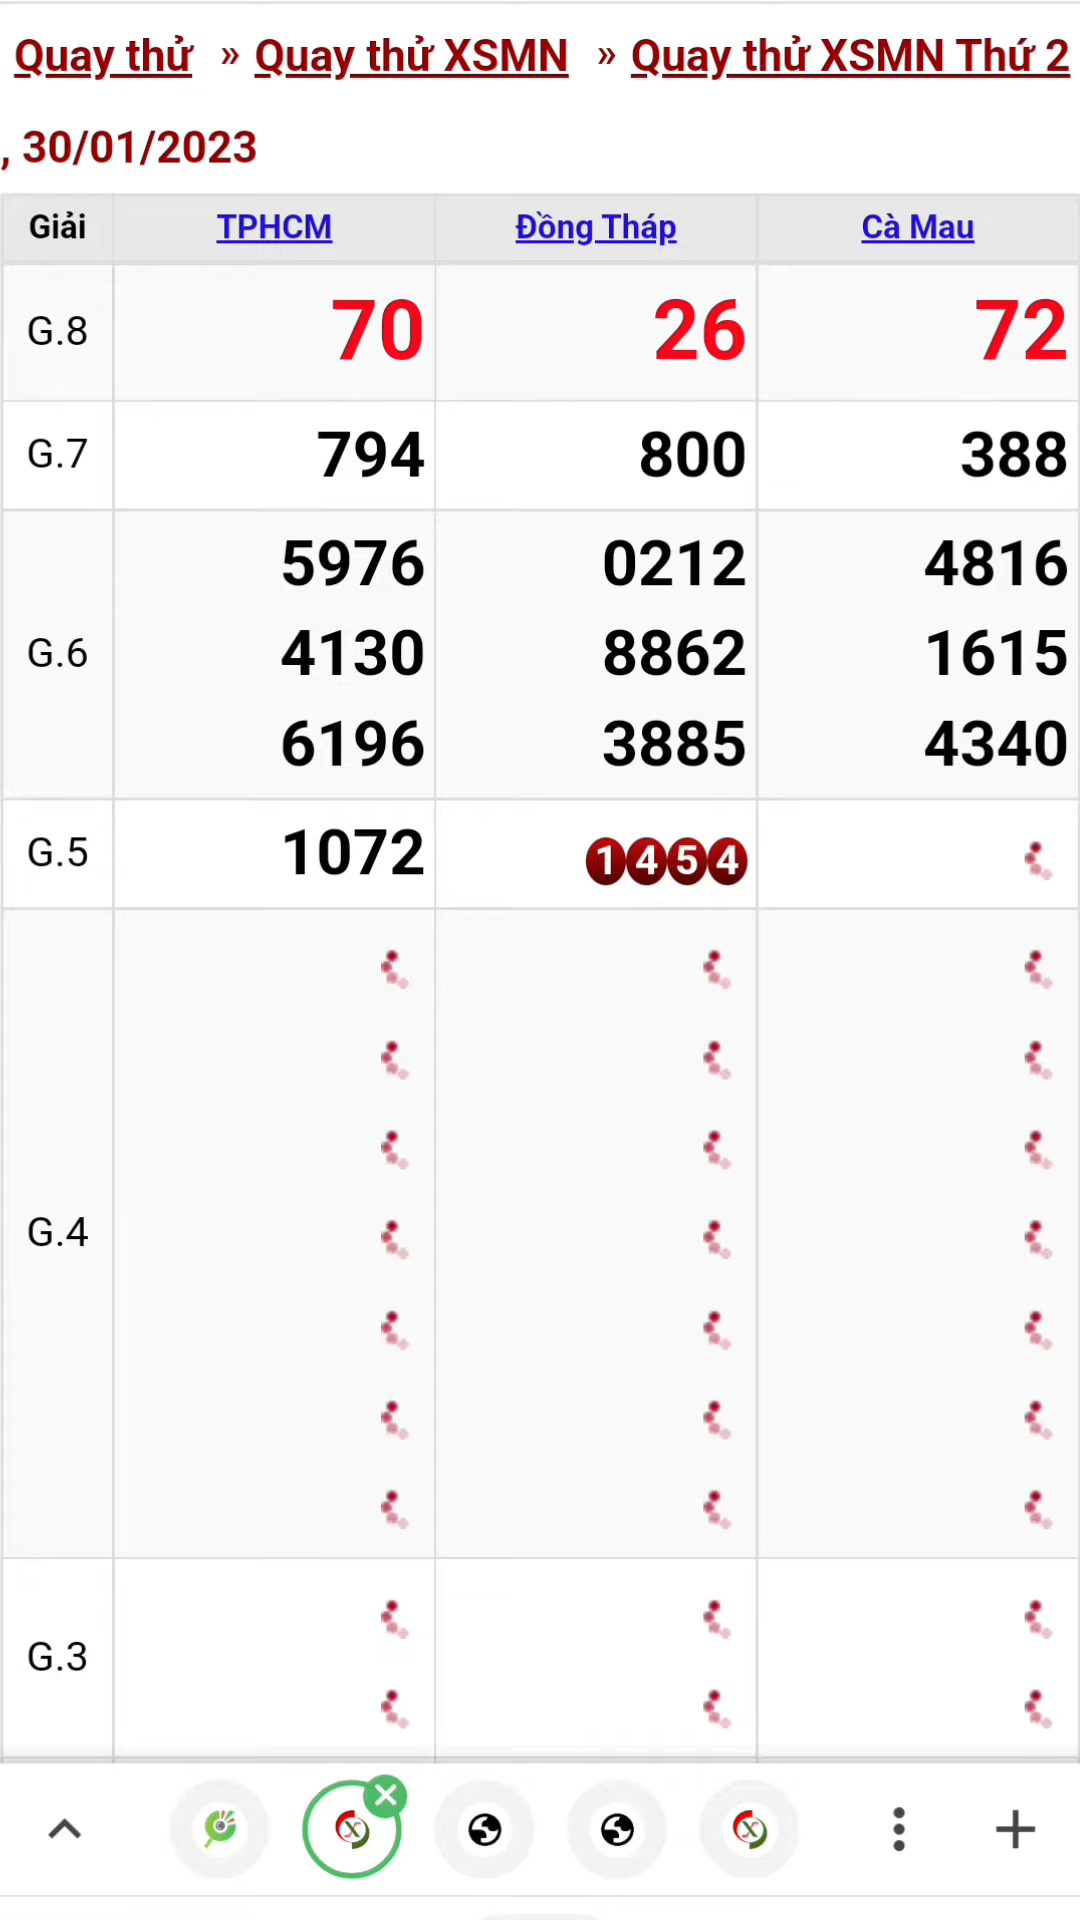 Quay thử » Quay thử XSMN » Quay thử XSMN Thứ 2
, 30/01/2023
Giải TPHCM Đồng Tháp Cà Mau
G.8 70 26 72
G.7 794 800 388
G.6 5976 0212 4816
4130 8862 1615
6196 3885 4340
G.5 1072 1454
G.4
G.3